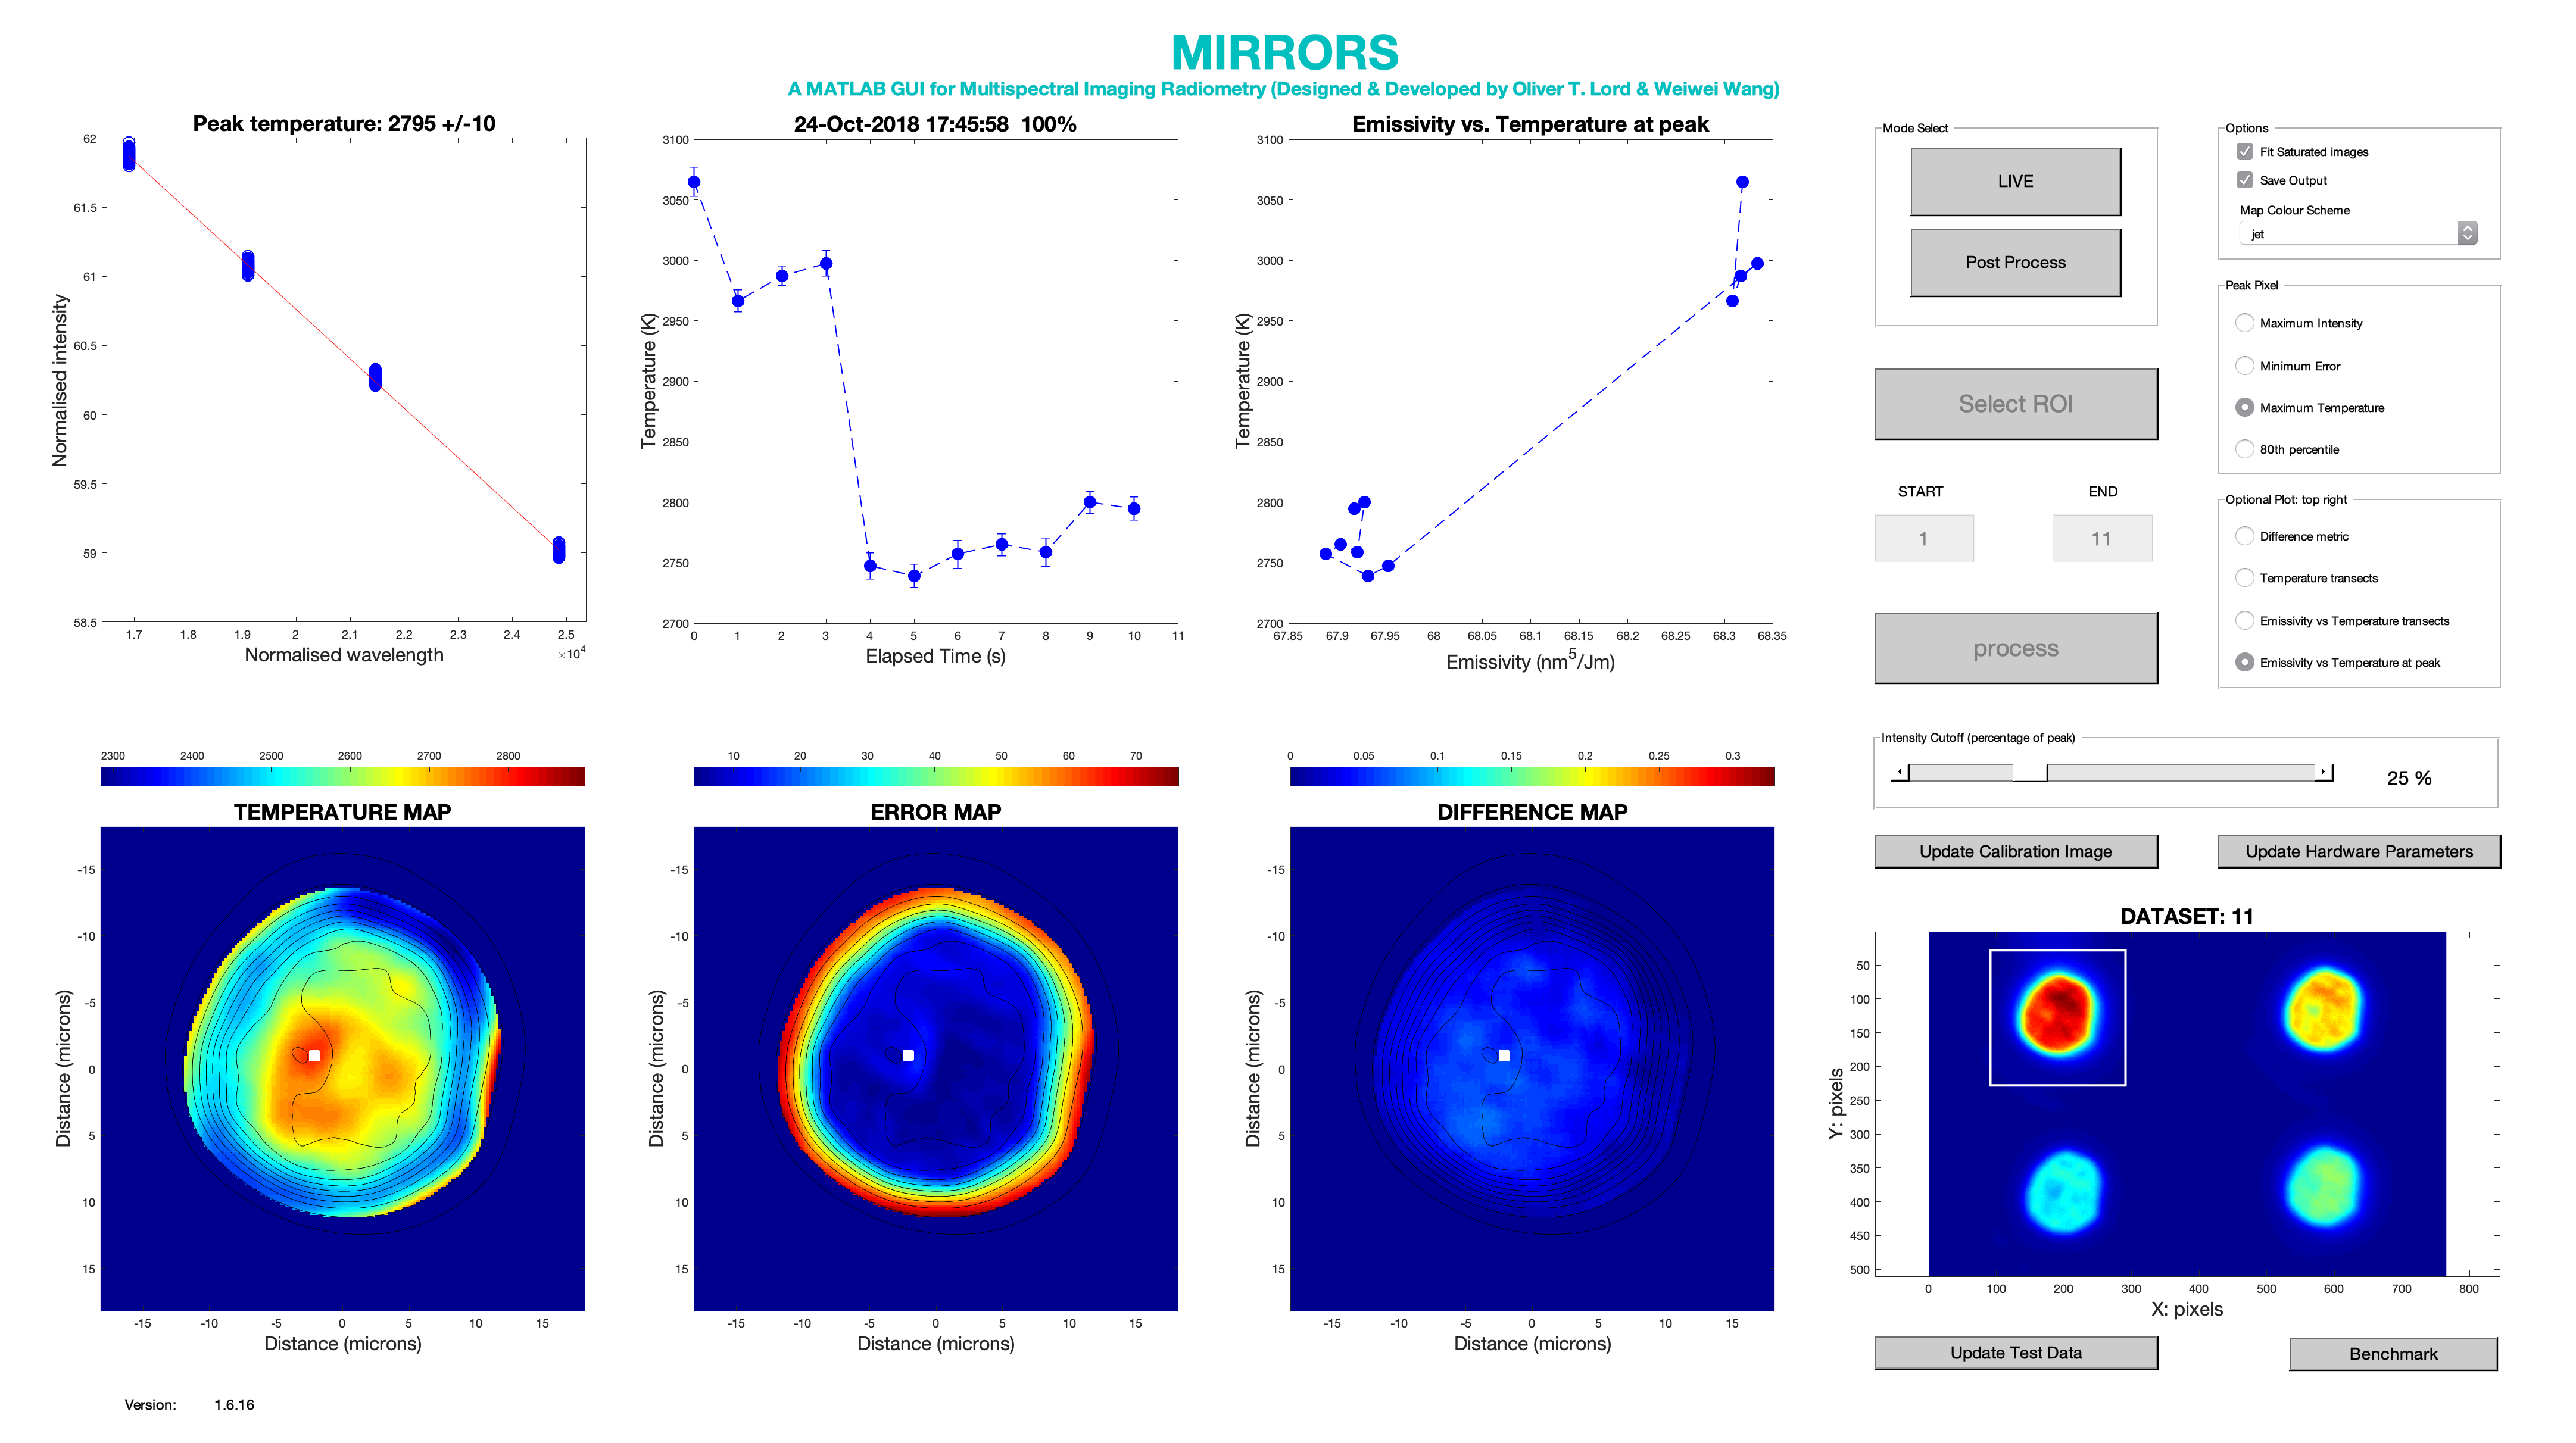 MIRRORS
A MATLAB GUI for Multispectral Imaging Radiometry (Designed & Developed by Oliver T. Lord & Weiwei Wang)
Peak temperature: 2795 +/-10
62
61.5
61
60.5
60
59.5
59
58.5
Normalised intensity
1.7 1.8 1.9 2 2.1 2.2 2.3 2.4 2.5
×10⁴
Normalised wavelength
24-Oct-2018 17:45:58 100%
3100
3050
3000
2950
2900
2850
2800
2750
2700
Temperature (K)
0 1 2 3 4 5 6 7 8 9 10 11
Elapsed Time (s)
Emissivity vs. Temperature at peak
3100
3050
3000
2950
2900
2850
2800
2750
2700
Temperature (K)
67.85 67.9 67.95 68 68.05 68.1 68.15 68.2 68.25 68.3 68.35
Emissivity (nm⁵/Jm)
Mode Select
LIVE
Post Process
Select ROI
START END
1 11
process
Options
Fit Saturated images
Save Output
Map Colour Scheme
jet
Peak Pixel
Maximum Intensity
Minimum Error
Maximum Temperature
80th percentile
Optional Plot: top right
Difference metric
Temperature transects
Emissivity vs Temperature transects
Emissivity vs Temperature at peak
Intensity Cutoff (percentage of peak)
25 %
Update Calibration Image
Update Hardware Parameters
2300 2400 2500 2600 2700 2800
TEMPERATURE MAP
-15
-10
-5
0
5
10
15
Distance (microns)
-15 -10 -5 0 5 10 15
Distance (microns)
10 20 30 40 50 60 70
ERROR MAP
-15
-10
-5
0
5
10
15
Distance (microns)
-15 -10 -5 0 5 10 15
Distance (microns)
0 0.05 0.1 0.15 0.2 0.25 0.3
DIFFERENCE MAP
-15
-10
-5
0
5
10
15
Distance (microns)
-15 -10 -5 0 5 10 15
Distance (microns)
DATASET: 11
50
100
150
200
250
300
350
400
450
500
Y: pixels
0 100 200 300 400 500 600 700 800
X: pixels
Update Test Data
Benchmark
Version: 1.6.16